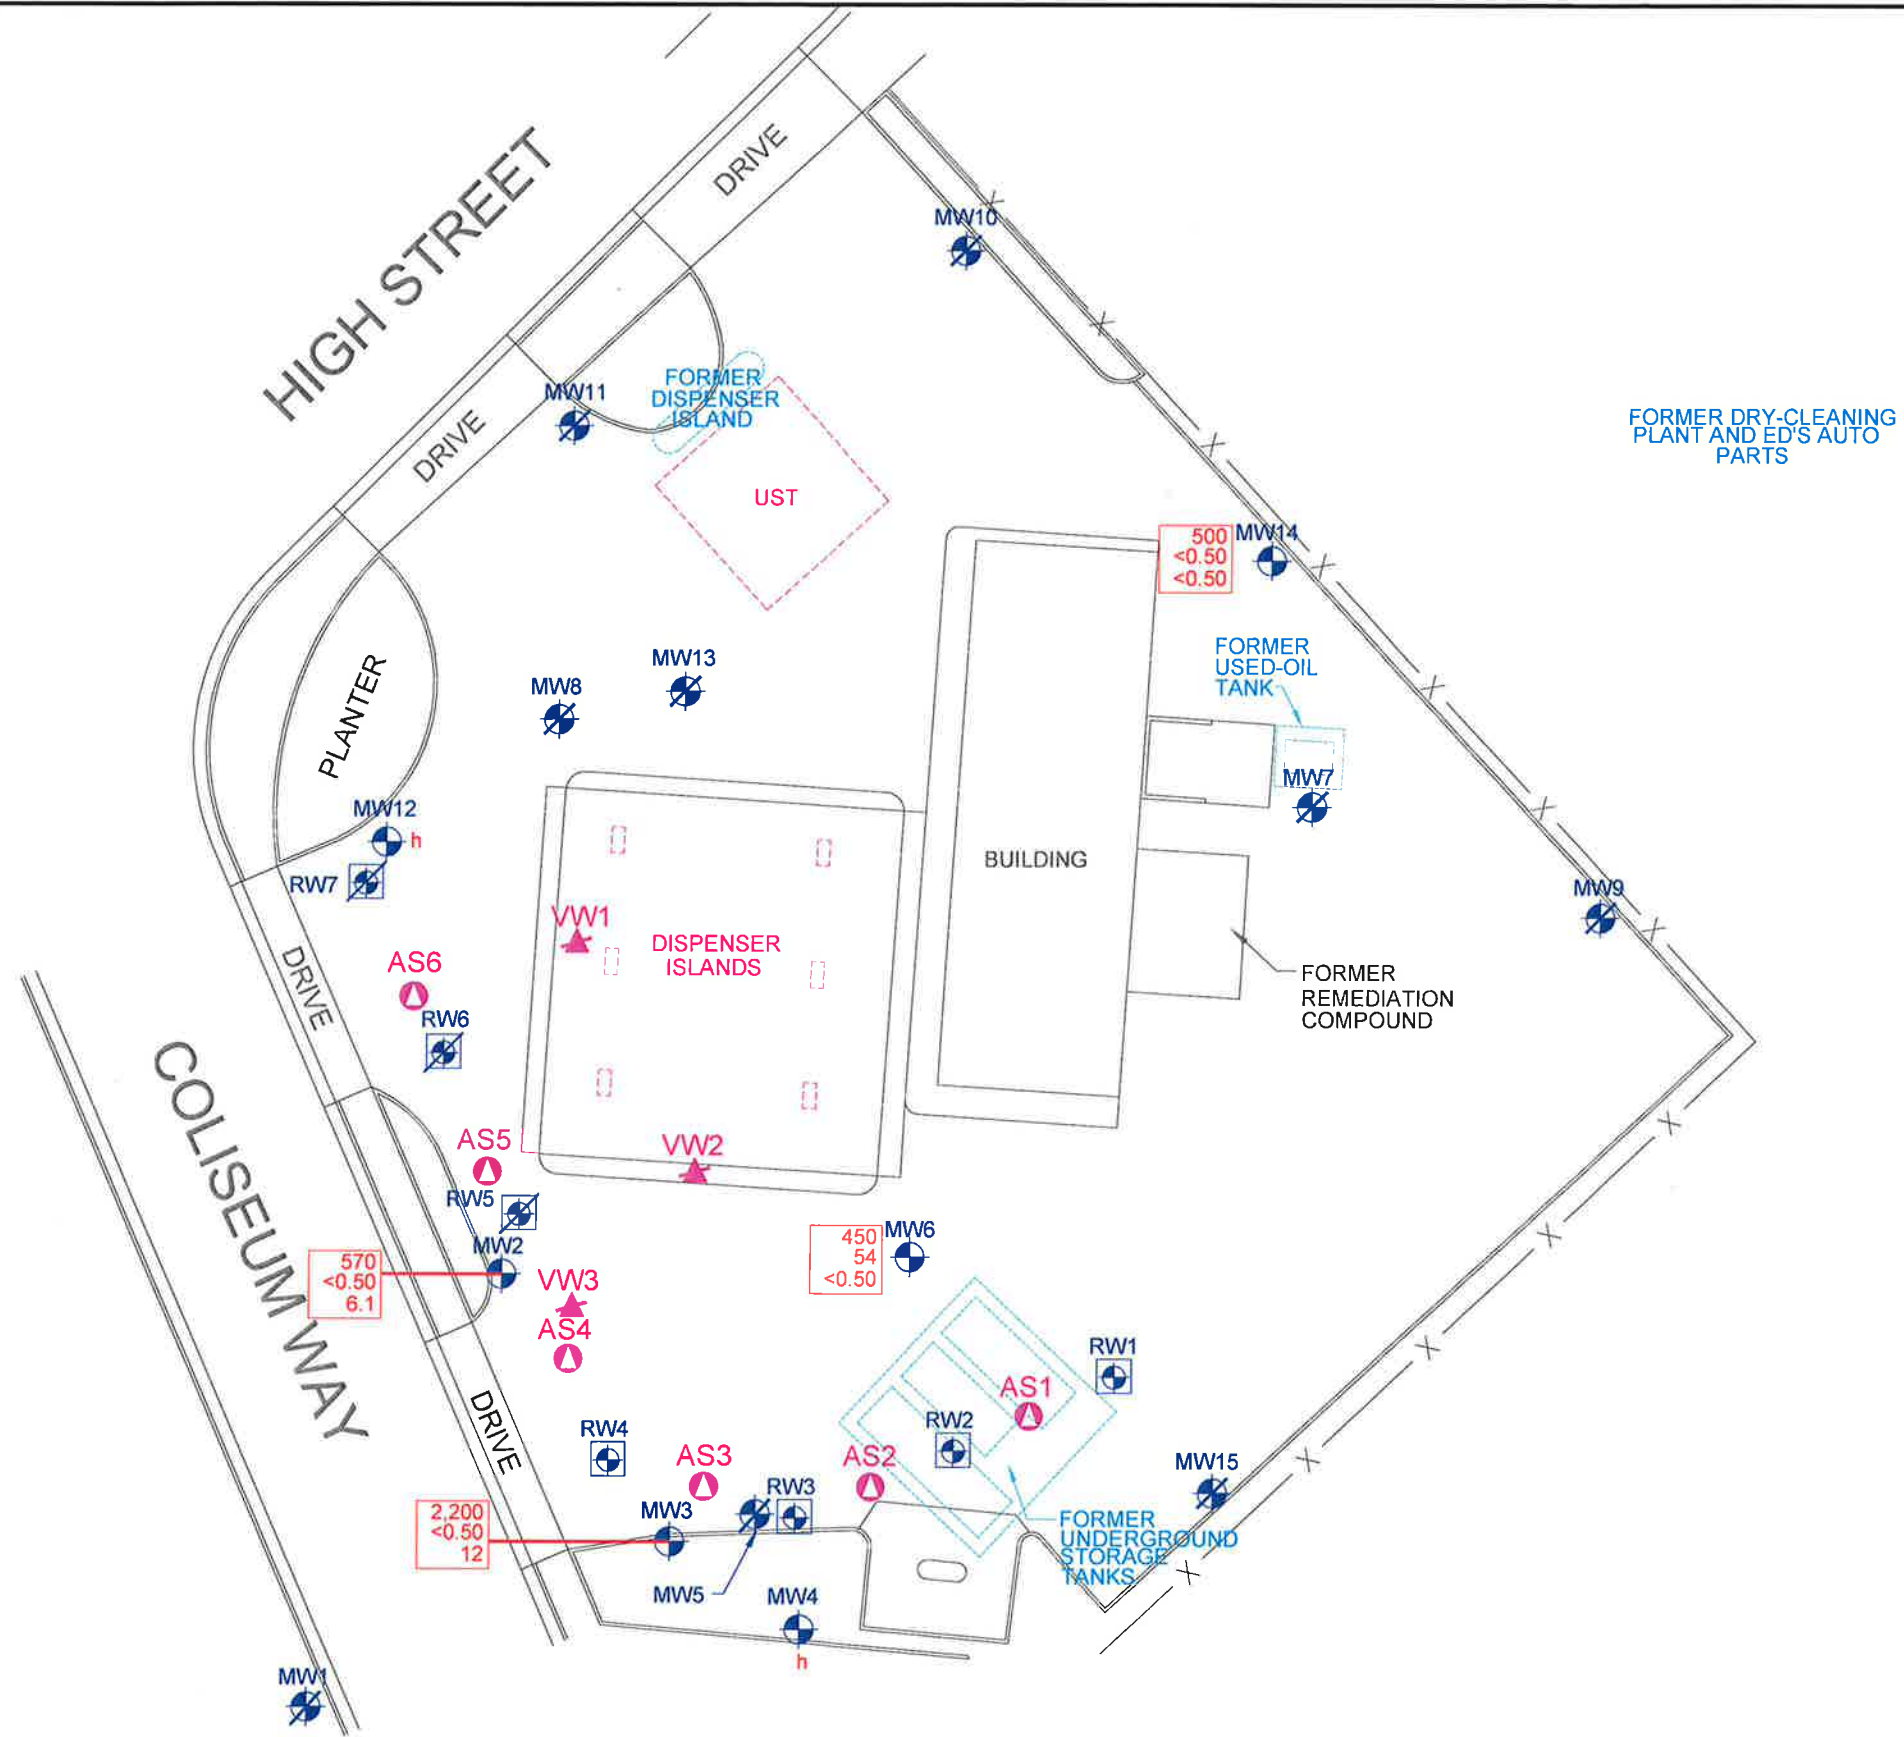 DRIVE
HIGH STREET
MW10
MW11
FORMER
DISPENSER
ISLAND
DRIVE
FORMER DRY-CLEANING
PLANT AND ED'S AUTO
PARTS
UST
500
<0.50
<0.50
MW14
FORMER
USED-OIL
TANK
MW13
MW8
PLANTER
MW7
MW12
h
RW7
BUILDING
MW9
VW1
DISPENSER
ISLANDS
FORMER
REMEDIATION
COMPOUND
DRIVE
AS6
RW6
COLISEUM WAY
AS5
VW2
RW5
MW2
570
<0.50
6.1
450
54
<0.50
MW6
VW3
AS4
RW1
AS1
RW2
DRIVE
RW4
AS3
AS2
MW15
RW3
2,200
<0.50
12
MW3
FORMER
UNDERGROUND
STORAGE
TANKS
MW5
MW4
h
MW1
X
X
X
X
X
X
X
X
X
X
X
X
X